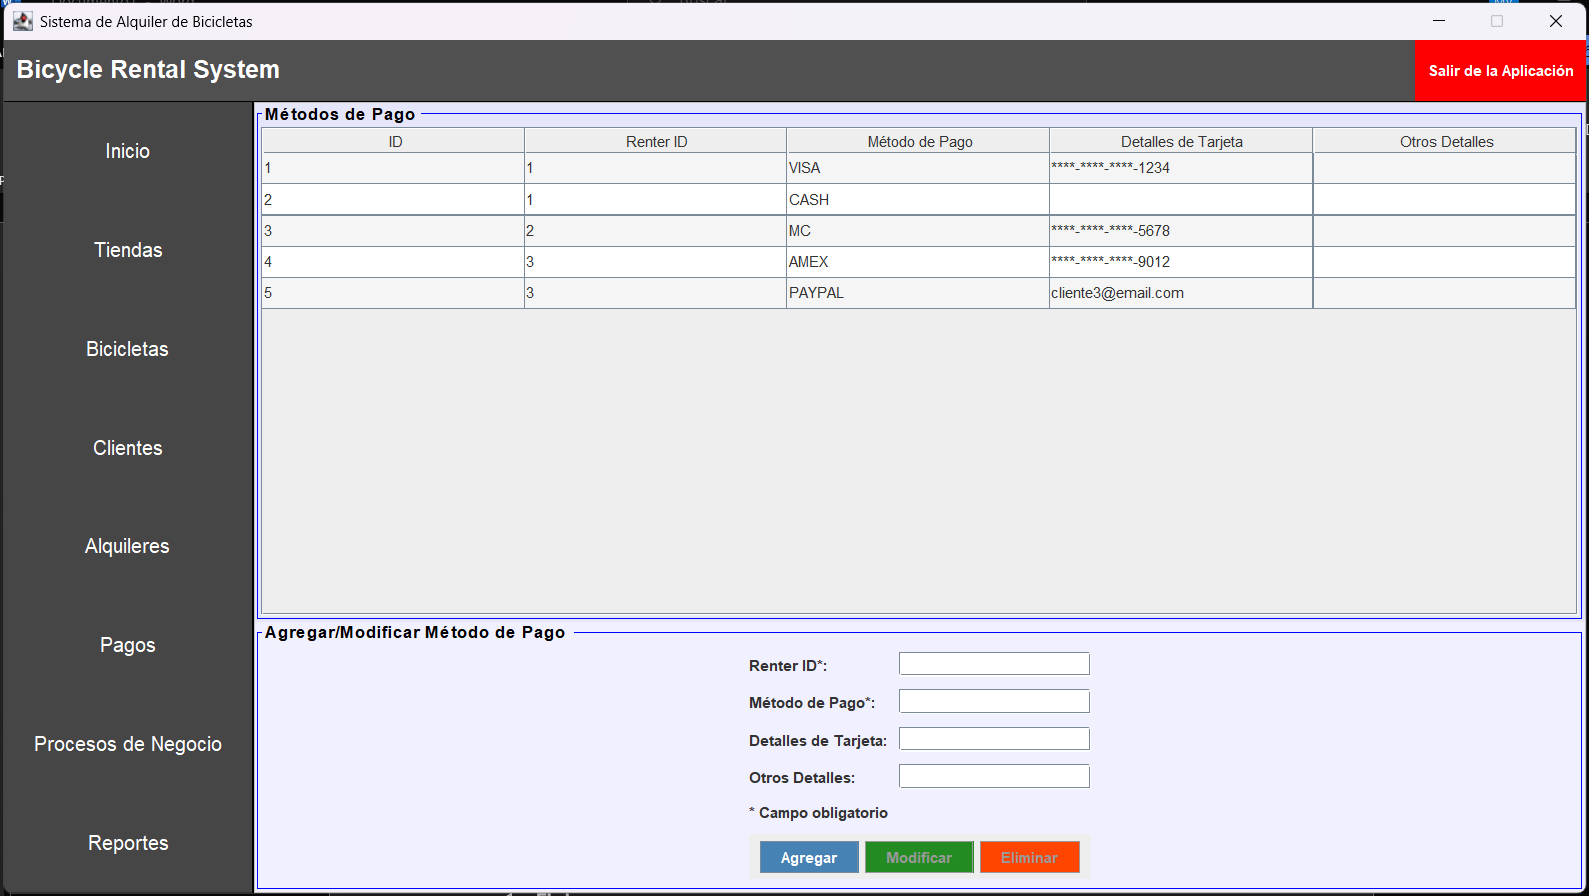 Sistema de Alquiler de Bicicletas
Bicycle Rental System
Salir de la Aplicación
Inicio
Tiendas
Bicicletas
Clientes
Alquileres
Pagos
Procesos de Negocio
Reportes
Métodos de Pago
ID Renter ID Método de Pago Detalles de Tarjeta Otros Detalles
1 1 VISA ****-****-****-1234
2 1 CASH
3 2 MC ****-****-****-5678
4 3 AMEX ****-****-****-9012
5 3 PAYPAL cliente3@email.com
Agregar/Modificar Método de Pago
Renter ID*:
Método de Pago*:
Detalles de Tarjeta:
Otros Detalles:
* Campo obligatorio
Agregar Modificar Eliminar